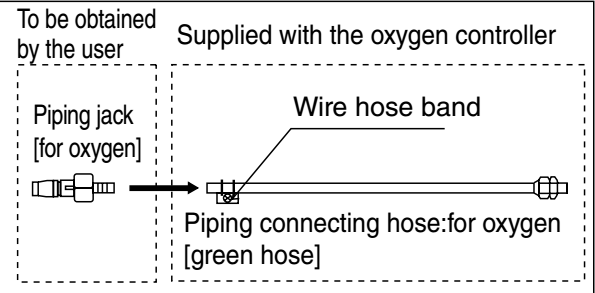 To be obtained
by the user
Supplied with the oxygen controller
Piping jack
[for oxygen]
Wire hose band
Piping connecting hose:for oxygen
[green hose]